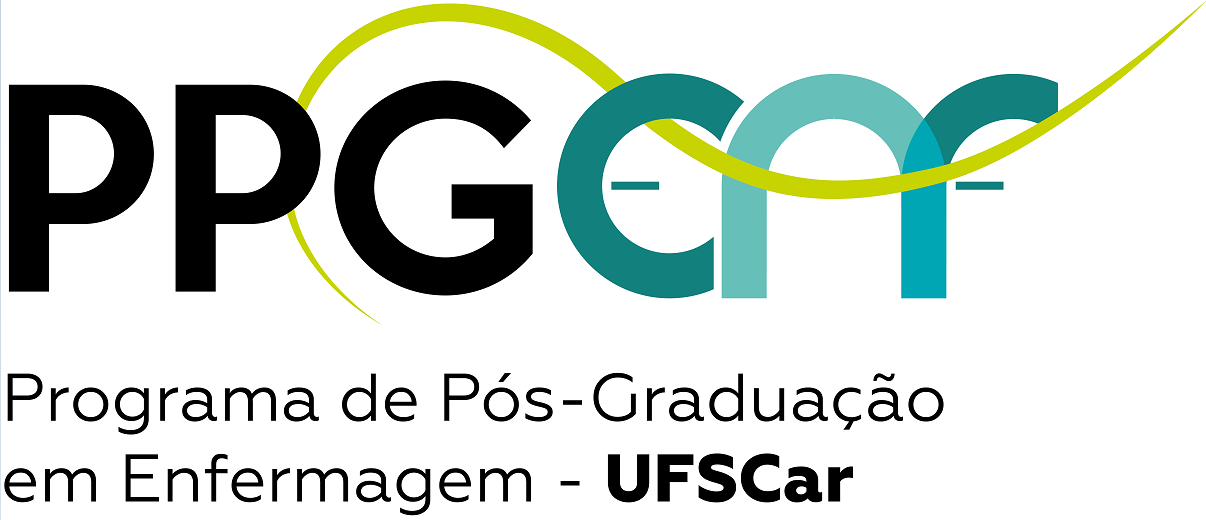 PPGEnf
Programa de Pós-Graduação
em Enfermagem - UFSCar